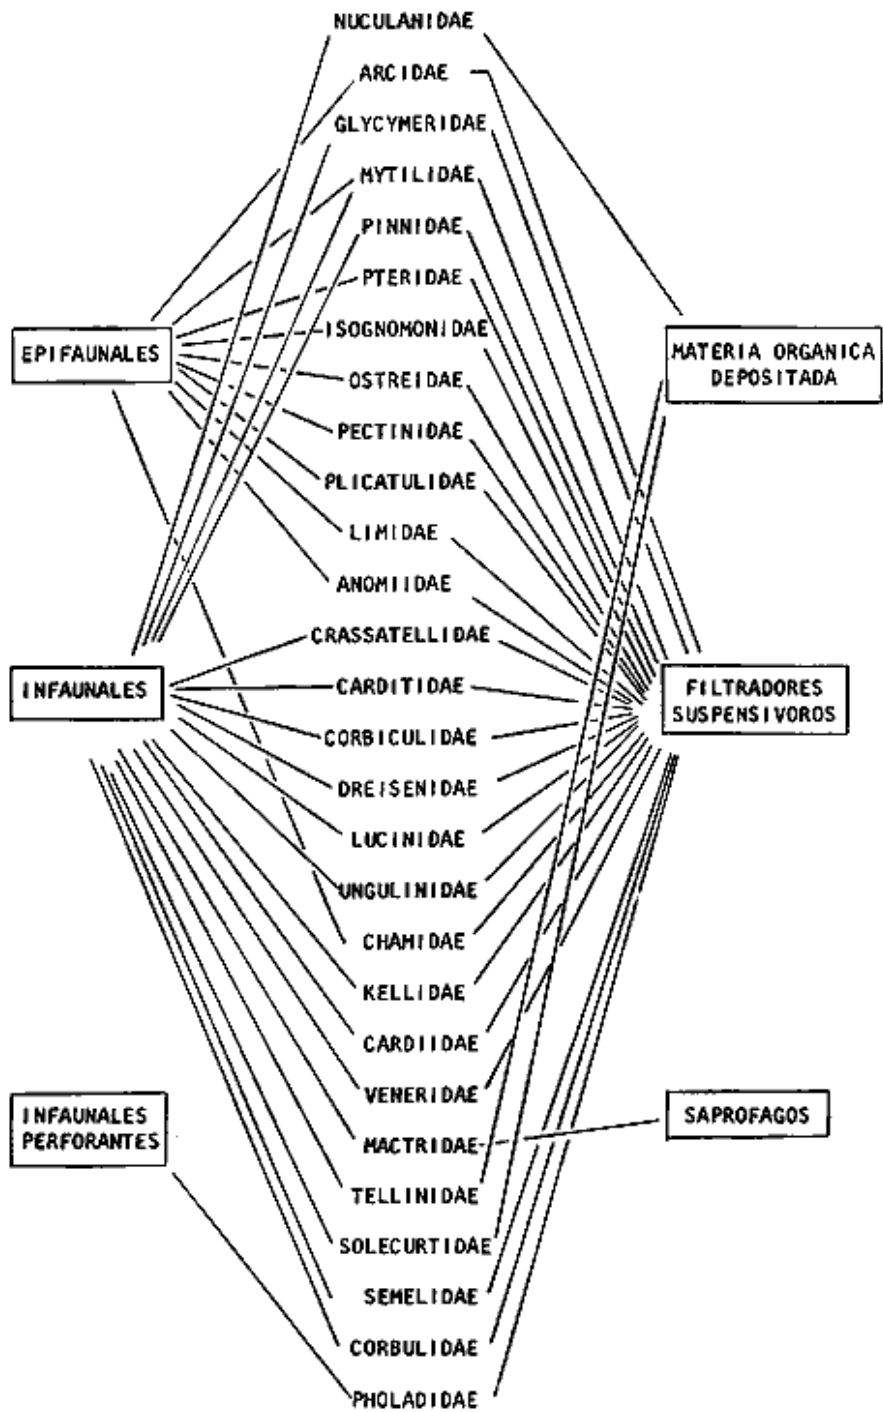 NUCULANIDAE
ARCIDAE
GLYCYMERIDAE
MYTILIDAE
PINNIDAE
PTERIDAE
ISOGNOMONIDAE
OSTREIDAE
PECTINIDAE
PLICATULIDAE
LIMIDAE
ANOMIIDAE
CRASSATELLIDAE
CARDITIDAE
CORBICULIDAE
DREISENIDAE
LUCINIDAE
UNGULINIDAE
CHAMIDAE
KELLIDAE
CARDIIDAE
VENERIDAE
MACTRIDAE
TELLINIDAE
SOLECURTIDAE
SEMELIDAE
CORBULIDAE
PHOLADIDAE
EPIFAUNALES
INFAUNALES
INFAUNALES
PERFORANTES
MATERIA ORGANICA
DEPOSITADA
FILTRADORES
SUSPENSIVOROS
SAPROFAGOS